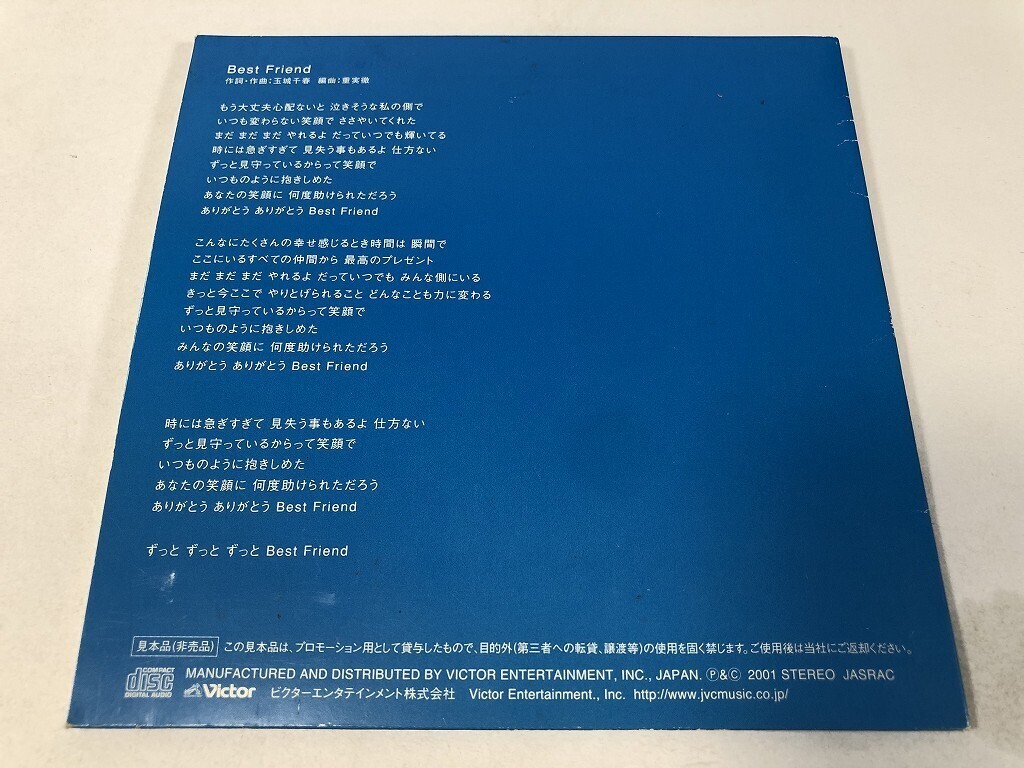 Best Friend
作詞・作曲:玉城千春 編曲:重実徹
もう大丈夫心配ないと 泣きそうな私の側で
いつも変わらない笑顔で ささやいてくれた
まだ まだ まだ やれるよ だっていつでも輝いてる
時には急ぎすぎて 見失う事もあるよ 仕方ない
ずっと見守っているからって笑顔で
いつものように抱きしめた
あなたの笑顔に 何度助けられただろう
ありがとう ありがとう Best Friend
こんなにたくさんの幸せ感じるとき時間は 瞬間で
ここにいるすべての仲間から 最高のプレゼント
まだ まだ まだ やれるよ だっていつでも みんな側にいる
きっと今ここで やりとげられること どんなことも力に変わる
ずっと見守っているからって笑顔で
いつものように抱きしめた
みんなの笑顔に 何度助けられただろう
ありがとう ありがとう Best Friend
時には急ぎすぎて 見失う事もあるよ 仕方ない
ずっと見守っているからって笑顔で
いつものように抱きしめた
あなたの笑顔に 何度助けられただろう
ありがとう ありがとう Best Friend
ずっと ずっと ずっと Best Friend
見本品(非売品) この見本品は、プロモーション用として貸与したもので、目的外(第三者への転貸、譲渡等)の使用を固く禁じます。ご使用後は当社にご返却ください。
COMPACT disc DIGITAL AUDIO MANUFACTURED AND DISTRIBUTED BY VICTOR ENTERTAINMENT, INC., JAPAN. Ⓟ&© 2001 STEREO JASRAC
Victor ビクターエンタテインメント株式会社 Victor Entertainment., Inc. http://www.jvcmusic.co.jp/